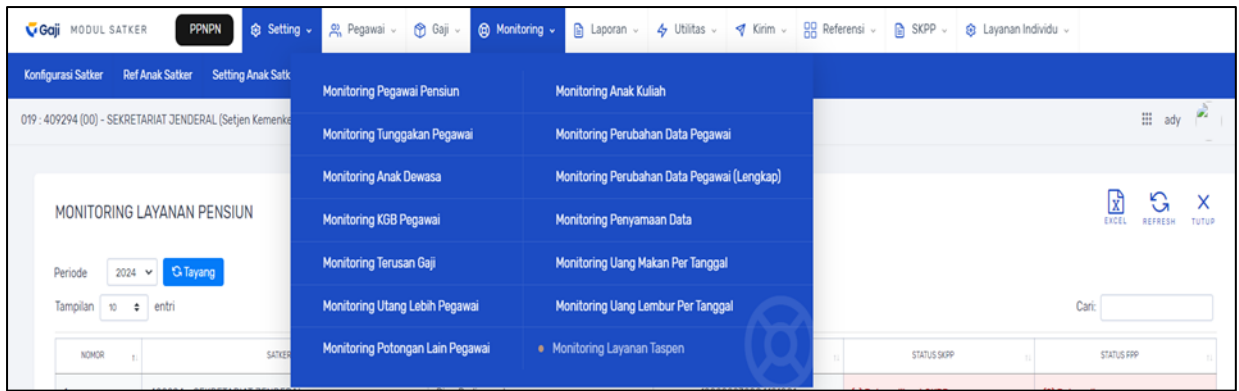 Gaji MODUL SATKER PPNPN Setting Pegawai Gaji Monitoring Laporan Utilitas Kirim Referensi SKPP Layanan Individu
Konfigurasi Satker Ref Anak Satker Setting Anak Satk
019 : 409294 (00) - SEKRETARIAT JENDERAL (Setjen Kemenke ady
Monitoring Pegawai Pensiun Monitoring Anak Kuliah
Monitoring Tunggakan Pegawai Monitoring Perubahan Data Pegawai
Monitoring Anak Dewasa Monitoring Perubahan Data Pegawai (Lengkap)
Monitoring KGB Pegawai Monitoring Penyamaan Data
Monitoring Terusan Gaji Monitoring Uang Makan Per Tanggal
Monitoring Utang Lebih Pegawai Monitoring Uang Lembur Per Tanggal
Monitoring Potongan Lain Pegawai Monitoring Layanan Taspen
MONITORING LAYANAN PENSIUN
EXCEL REFRESH TUTUP
Periode 2024 Tayang
Tampilan 10 entri Cari:
NOMOR SATKER STATUS SKPP STATUS FPP